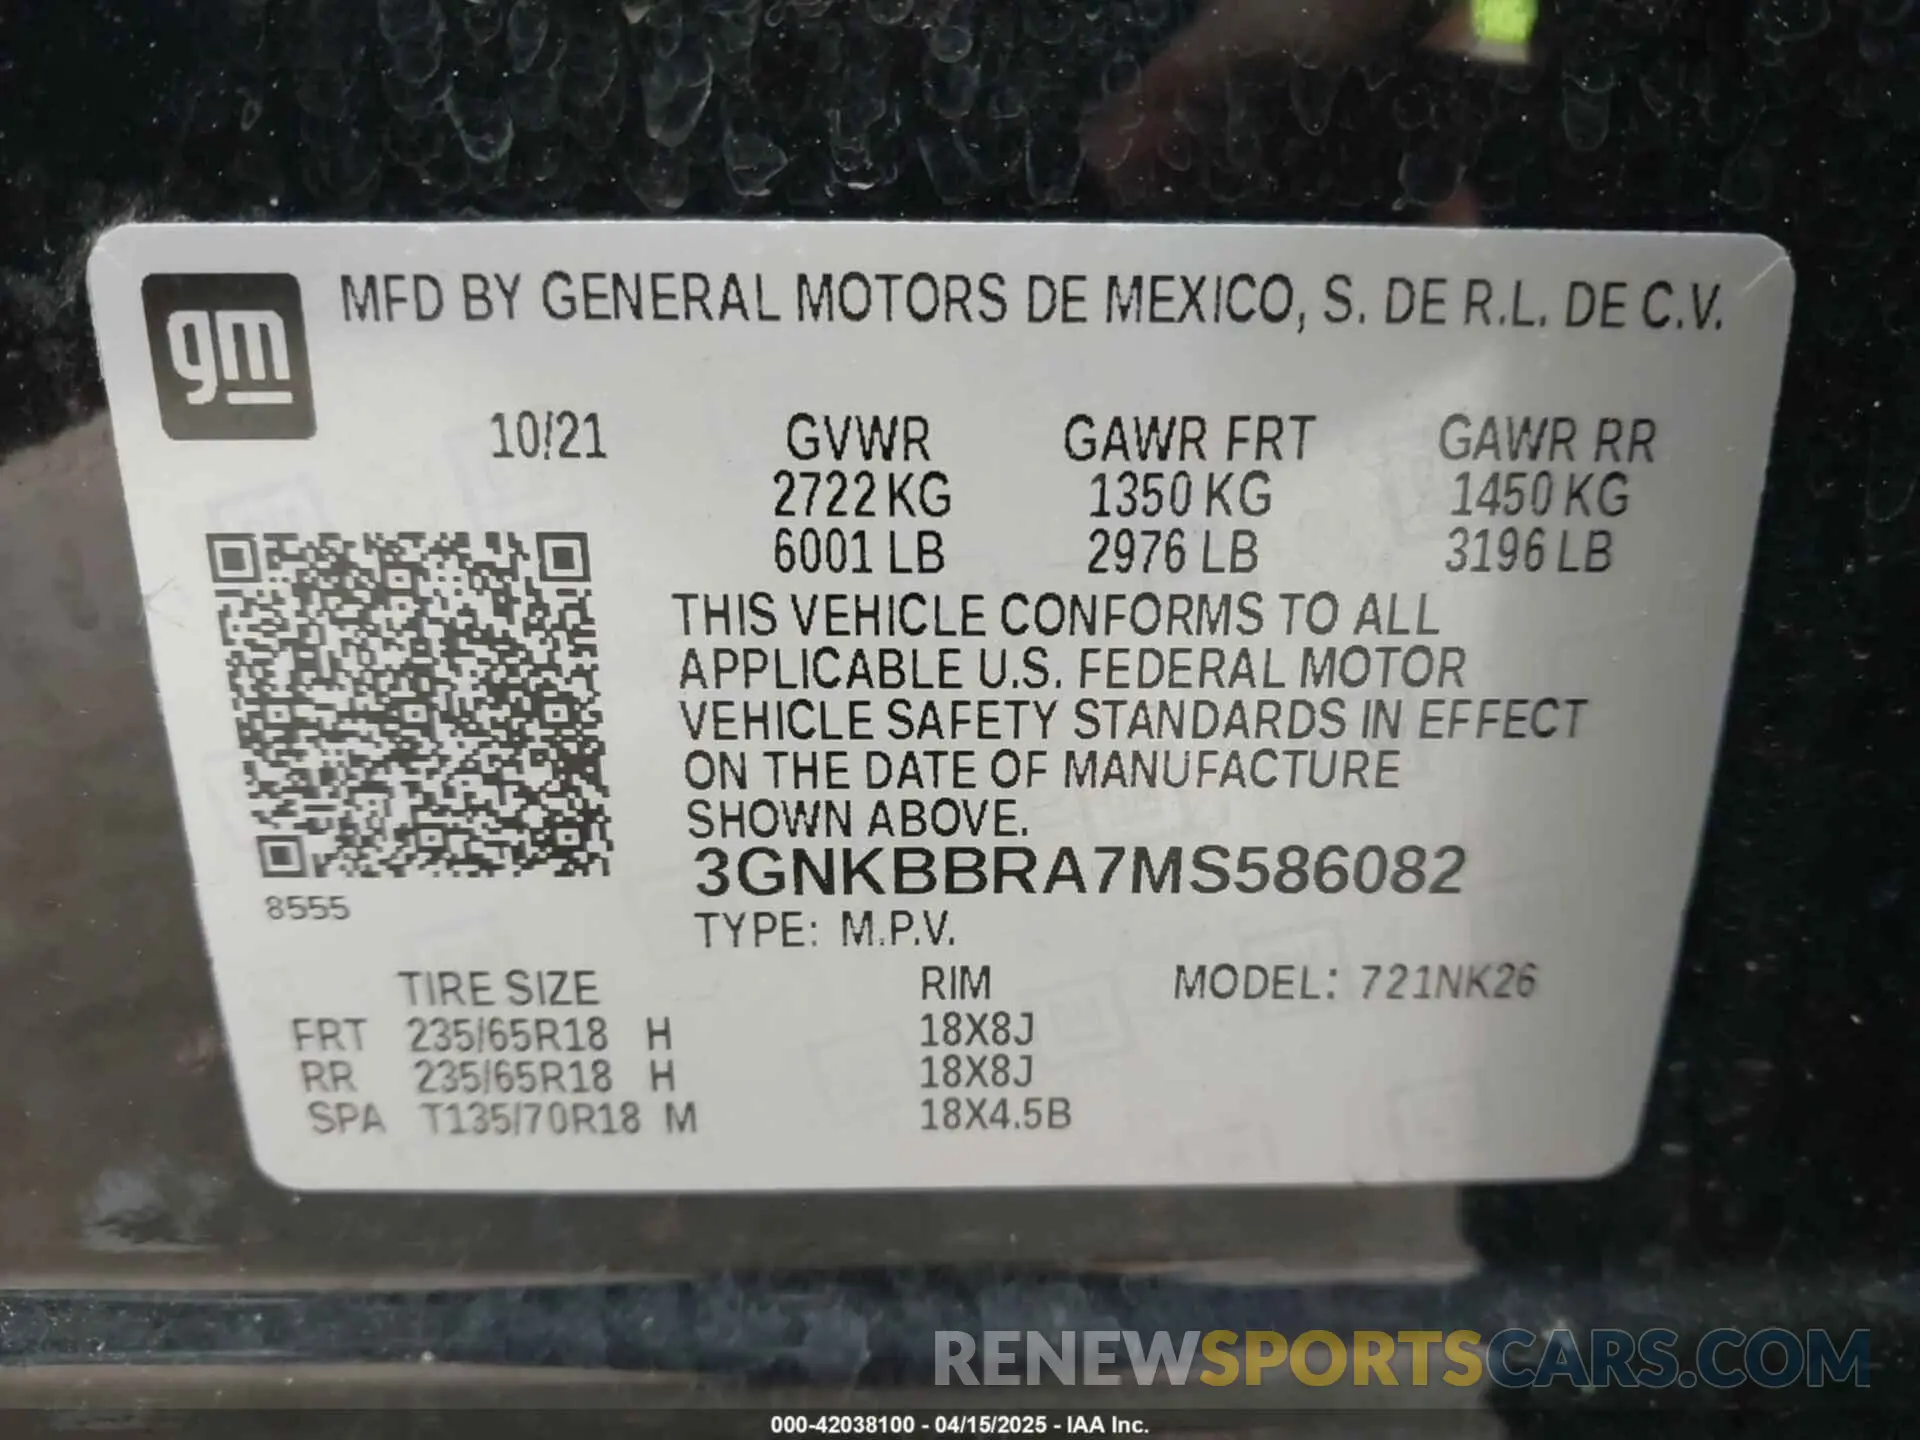 gm
MFD BY GENERAL MOTORS DE MEXICO, S. DE R.L. DE C.V.
10/21 GVWR GAWR FRT GAWR RR
2722 KG 1350 KG 1450 KG
6001 LB 2976 LB 3196 LB
THIS VEHICLE CONFORMS TO ALL
APPLICABLE U.S. FEDERAL MOTOR
VEHICLE SAFETY STANDARDS IN EFFECT
ON THE DATE OF MANUFACTURE
SHOWN ABOVE.
3GNKBBRA7MS586082
8555
TYPE: M.P.V.
TIRE SIZE RIM MODEL: 721NK26
FRT 235/65R18 H 18X8J
RR 235/65R18 H 18X8J
SPA T135/70R18 M 18X4.5B
RENEWSPORTSCARS.COM
000-42038100 - 04/15/2025 - IAA Inc.